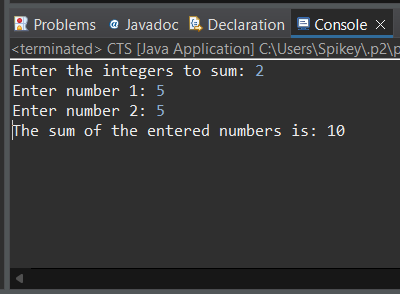 Problems Javadoc Declaration Console
<terminated> CTS [Java Application] C:\Users\Spikey\.p2\p
Enter the integers to sum: 2
Enter number 1: 5
Enter number 2: 5
The sum of the entered numbers is: 10